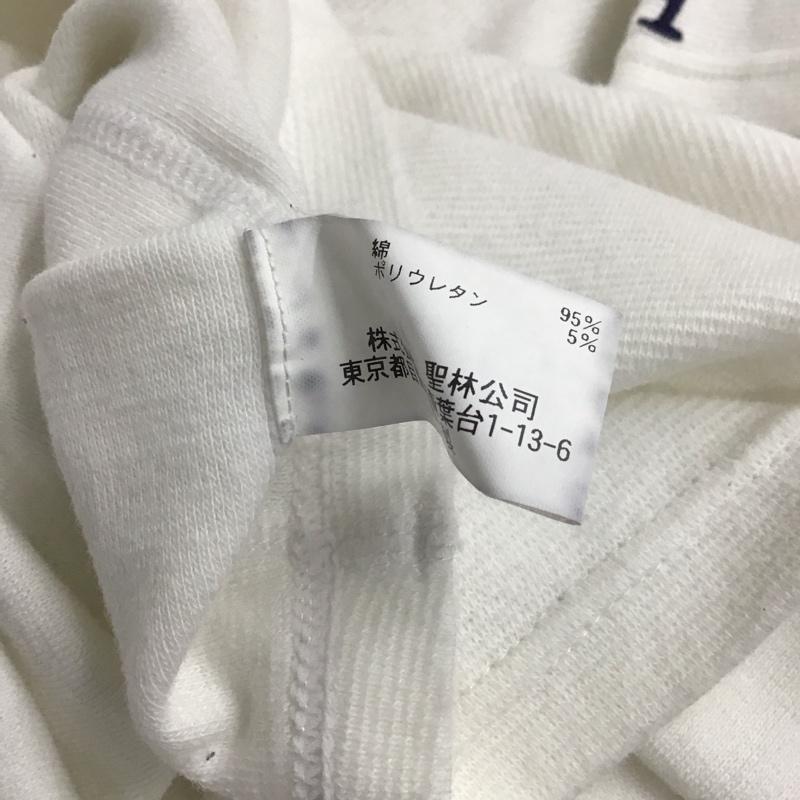 綿 95%
ポリウレタン 5%
株式 聖林公司
東京都 葉台1-13-6